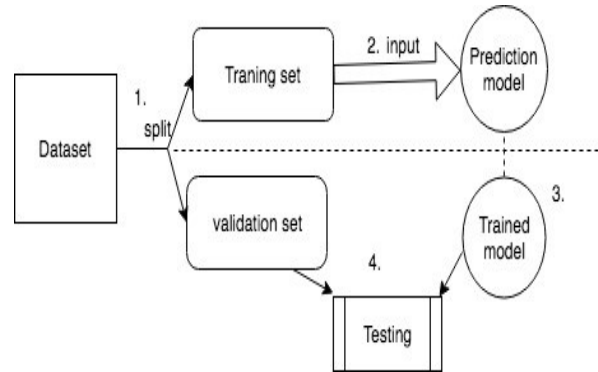 Dataset
1.
split
Traning set
2. input
Prediction
model
validation set
3.
Trained
model
4.
Testing